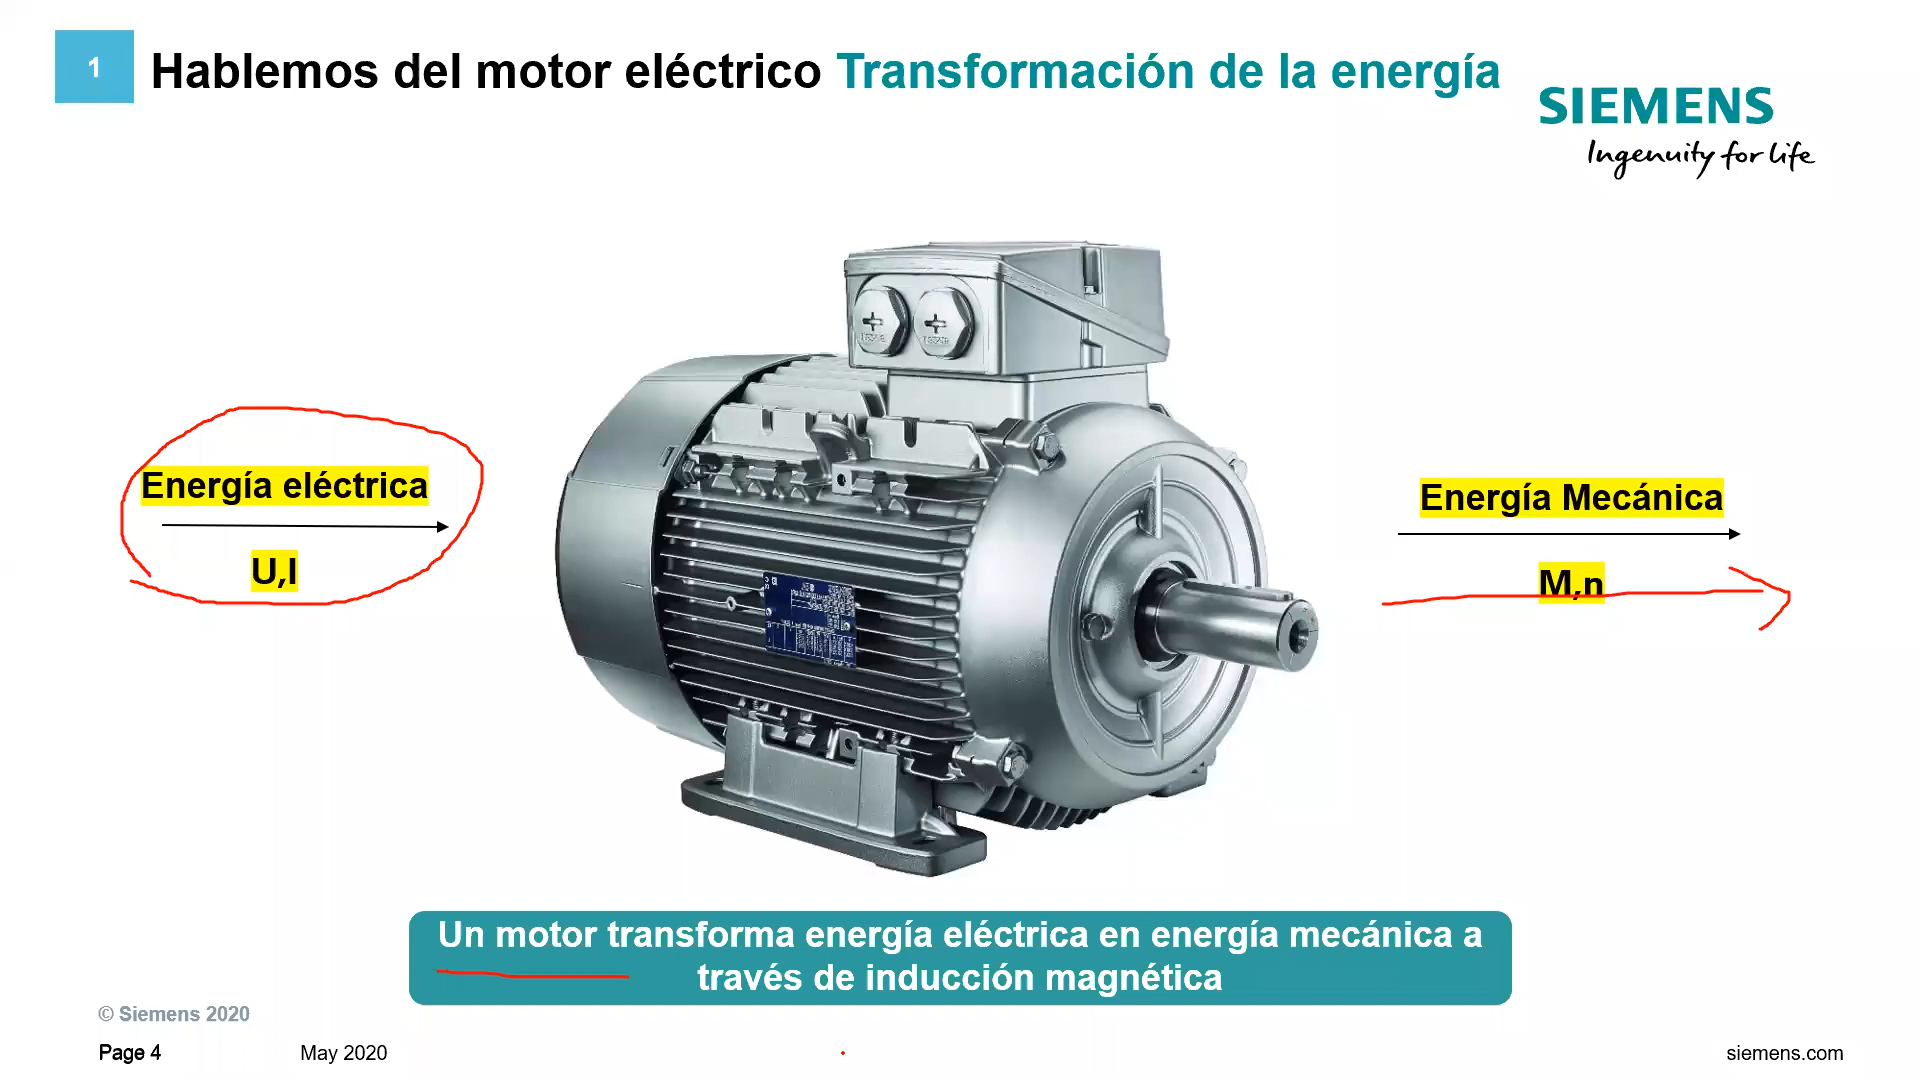 1
Hablemos del motor eléctrico Transformación de la energía
SIEMENS
Ingenuity for life
Energía eléctrica
U,I
Energía Mecánica
M,n
Un motor transforma energía eléctrica en energía mecánica a
través de inducción magnética
© Siemens 2020
Page 4
May 2020
siemens.com